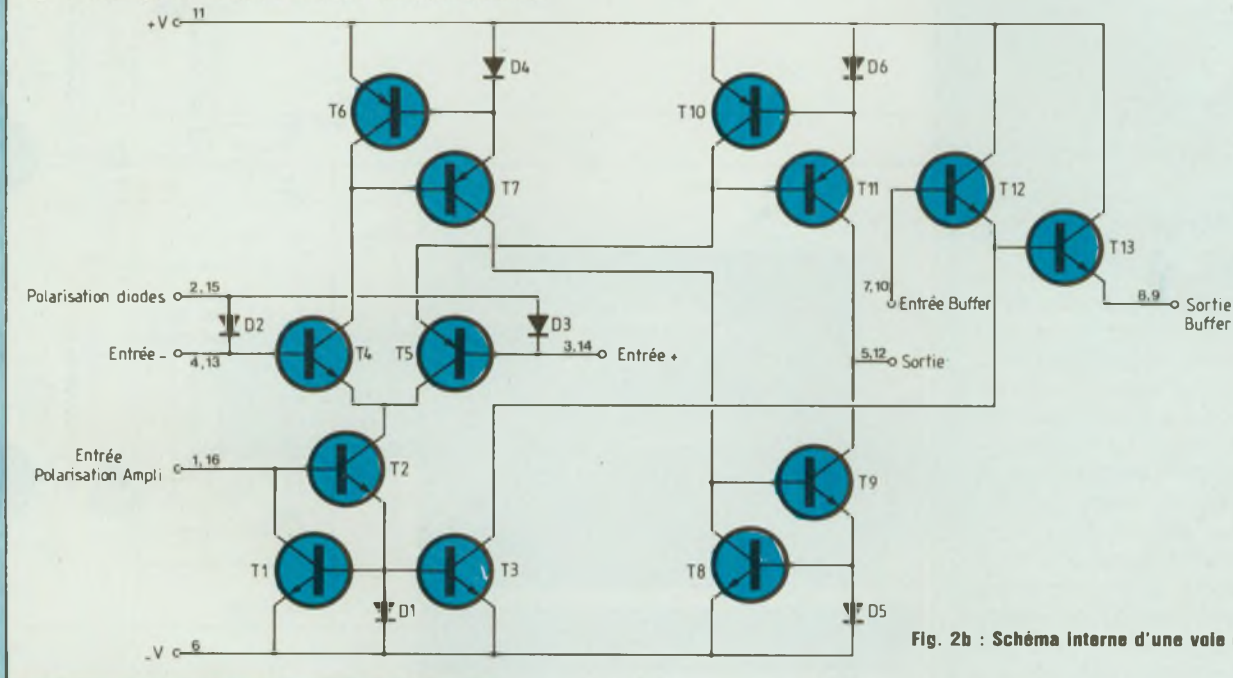 +V 11
D4
D6
T6
T10
T7
T11
T12
T13
Polarisation diodes 2,15
7,10
Entrée Buffer
8,9 Sortie
Buffer
D2
D3
Entrée - 4,13
T4
T5
3,14 Entrée +
5,12 Sortie
Entrée
Polarisation Ampli 1,16
T2
T9
T1
T3
T8
D1
D5
-V 6
Fig. 2b : Schéma interne d'une voie